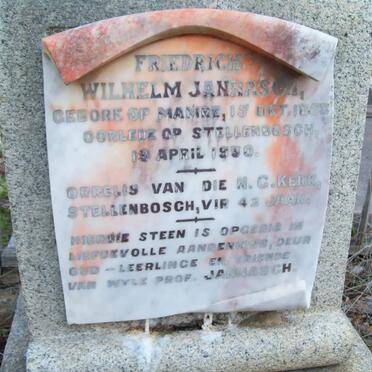 FRIEDRICH
WILHELM JANNASCH,
GEBORE OP MAMRE, 15 OKT.
OORLEDE OP STELLENBOSCH,
19 APRIL 1930.
ORRELIS VAN DIE N.G. KERK,
STELLENBOSCH, VIR 42 JAAR.
HIERDIE STEEN IS OPGERIG IN
LIEFDEVOLLE AANDENKING, DEUR
OUD-LEERLINGE EN VRIENDE
VAN WYLE PROF. JANNASCH.